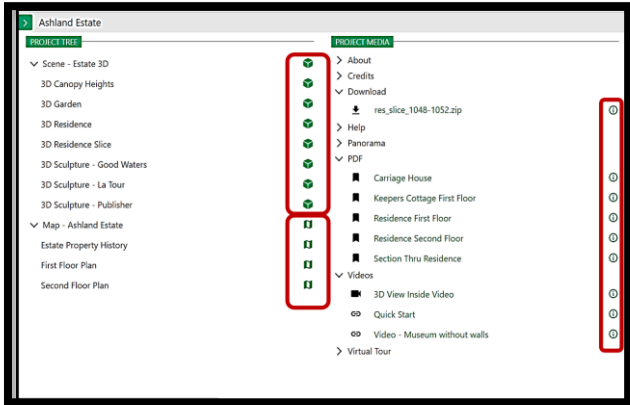 Ashland Estate
PROJECT TREE
Scene - Estate 3D
3D Canopy Heights
3D Garden
3D Residence
3D Residence Slice
3D Sculpture - Good Waters
3D Sculpture - La Tour
3D Sculpture - Publisher
Map - Ashland Estate
Estate Property History
First Floor Plan
Second Floor Plan
PROJECT MEDIA
About
Credits
Download
res_slice_1048-1052.zip
Help
Panorama
PDF
Carriage House
Keepers Cottage First Floor
Residence First Floor
Residence Second Floor
Section Thru Residence
Videos
3D View Inside Video
Quick Start
Video - Museum without walls
Virtual Tour